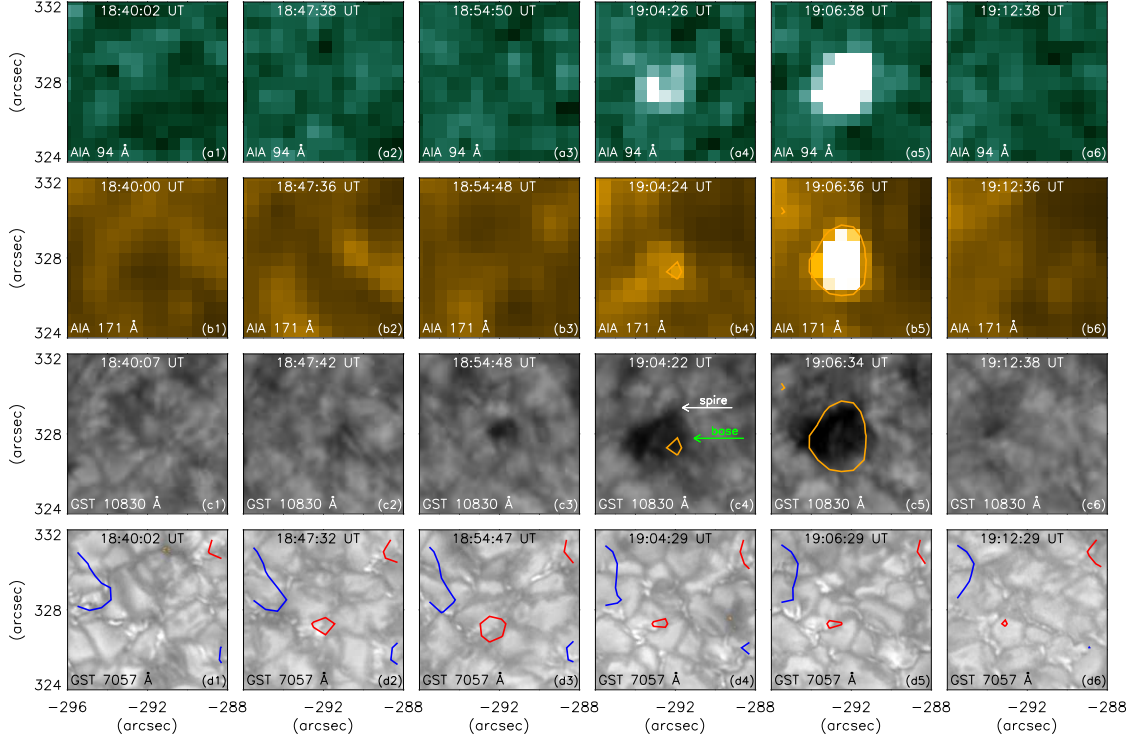 332
18:40:02 UT 18:47:38 UT 18:54:50 UT 19:04:26 UT 19:06:38 UT 19:12:38 UT
328
(arcsec)
AIA 94 Å (a1) AIA 94 Å (a2) AIA 94 Å (a3) AIA 94 Å (a4) AIA 94 Å (a5) (a6)
324
332
18:40:00 UT 18:47:36 UT 18:54:48 UT 19:04:24 UT 19:06:36 UT 19:12:36 UT
328
(arcsec)
AIA 171 Å (b1) AIA 171 Å (b2) AIA 171 Å (b3) AIA 171 Å (b4) AIA 171 Å (b5) AIA 171 Å (b6)
324
332
18:40:07 UT 18:47:42 UT 18:54:48 UT 19:04:22 UT 19:06:34 UT 19:12:38 UT
spire
328
base
(arcsec)
GST 10830 Å (c1) GST 10830 Å (c2) GST 10830 Å (c3) GST 10830 Å (c4) GST 10830 Å (c5) GST 10830 Å (c6)
324
332
18:40:02 UT 18:47:32 UT 18:54:47 UT 19:04:29 UT 19:06:29 UT 19:12:29 UT
328
(arcsec)
GST 7057 Å (d1) GST 7057 Å (d2) GST 7057 Å (d3) GST 7057 Å (d4) GST 7057 Å (d5) GST 7057 Å (d6)
324
−296 −292 −288 −292 −288 −292 −288 −292 −288 −292 −288 −292 −288
(arcsec) (arcsec) (arcsec) (arcsec) (arcsec) (arcsec)